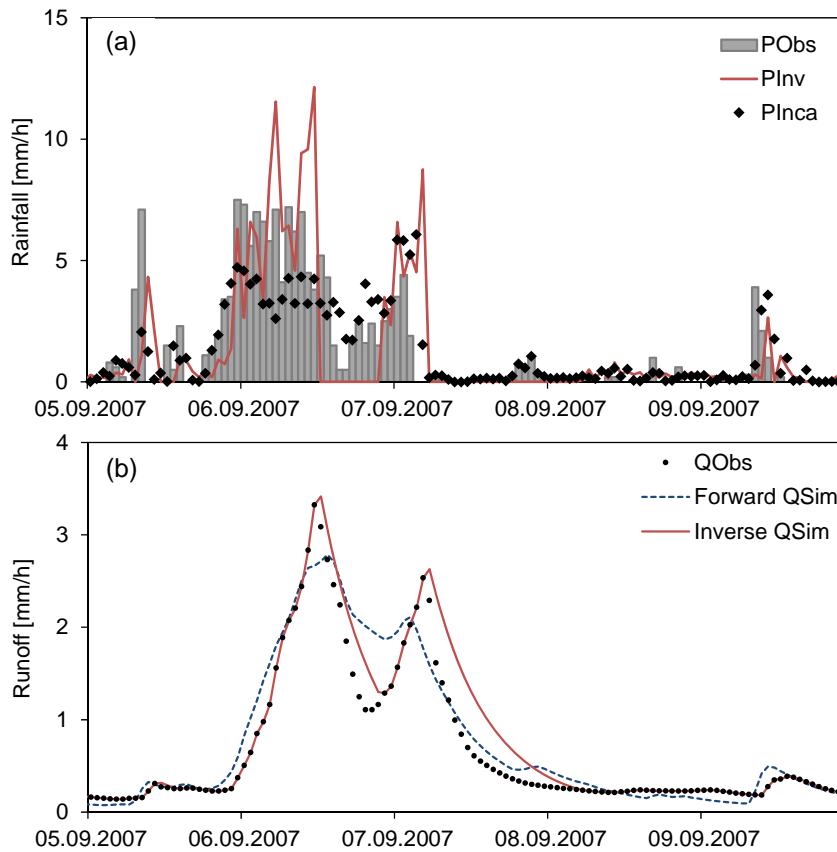 (a)
15
10
5
0
Rainfall [mm/h]
PObs
PInv
PInca
05.09.2007 06.09.2007 07.09.2007 08.09.2007 09.09.2007
(b)
4
3
2
1
0
Runoff [mm/h]
QObs
Forward QSim
Inverse QSim
05.09.2007 06.09.2007 07.09.2007 08.09.2007 09.09.2007